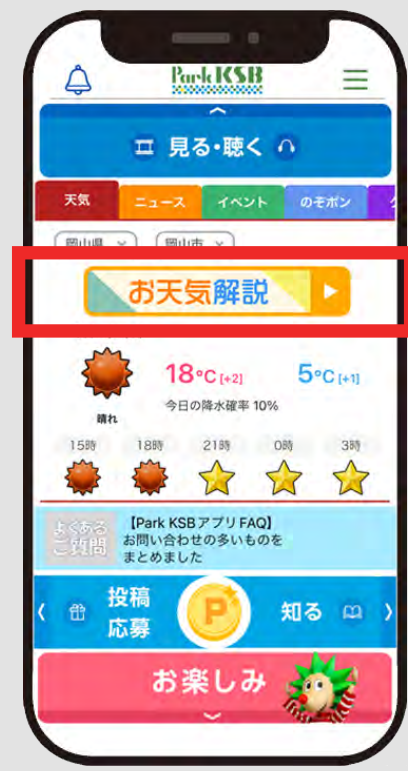 Park KSB
見る・聴く
天気 ニュース イベント のぞポン
岡山県 岡山市
お天気解説
18°C [+2] 5°C [+1]
今日の降水確率 10%
晴れ
15時 18時 21時 0時 3時
よくある
ご質問
【Park KSBアプリ FAQ】
お問い合わせの多いものを
まとめました
投稿
応募
P
知る
お楽しみ